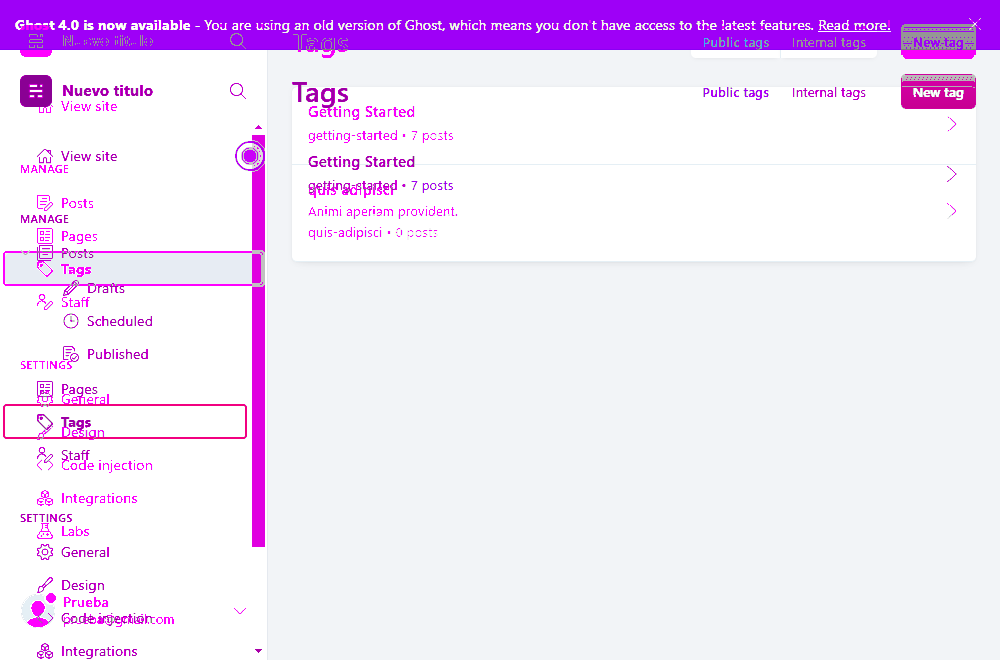 Ghost 4.0 is now available - You are using an old version of Ghost, which means you don't have access to the latest features. Read more!
Nuevo titulo
Tags
Public tags
Internal tags
New tag
Nuevo titulo
Tags
Public tags
Internal tags
New tag
View site
Getting Started
getting-started • 7 posts
View site
Getting Started
MANAGE
getting-started • 7 posts
quis adipisci
Posts
Animi aperiam provident.
MANAGE
quis-adipisci • 0 posts
Pages
Posts
Tags
Drafts
Staff
Scheduled
Published
SETTINGS
Pages
General
Tags
Design
Staff
Code injection
Integrations
SETTINGS
Labs
General
Design
Prueba
Code injection
prueba@gmail.com
Integrations